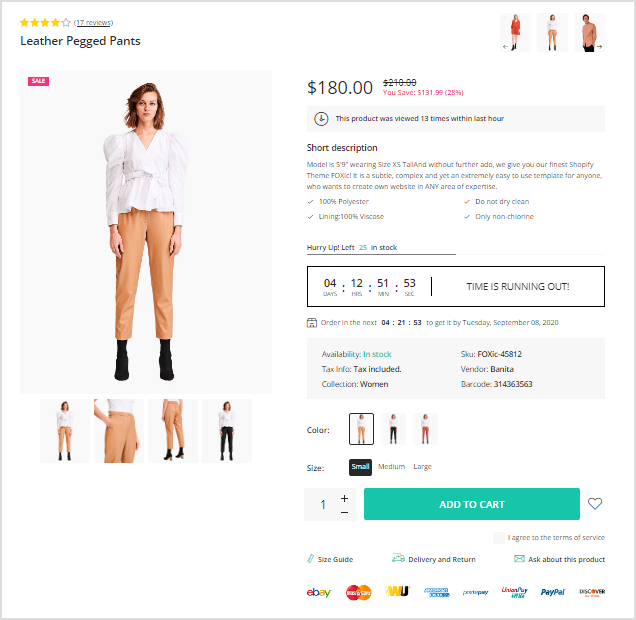 (17 reviews)
Leather Pegged Pants
SALE
$180.00 $210.00
You Save: $131.99 (28%)
This product was viewed 13 times within last hour
Short description
Model is 5'9" wearing Size XS TallAnd without further ado, we give you our finest Shopify
Theme FOXic! It is a subtle, complex and yet an extremely easy to use template for anyone,
who wants to create own website in ANY area of expertise.
100% Polyester Do not dry clean
Lining:100% Viscose Only non-chlorine
Hurry Up! Left 25 in stock
04 : 12 : 51 : 53 TIME IS RUNNING OUT!
DAYS HRS MIN SEC
Order in the next 04 : 21 : 53 to get it by Tuesday, September 08, 2020
Availability: In stock Sku: FOXic-45812
Tax Info: Tax included. Vendor: Banita
Collection: Women Barcode: 314363563
Color:
Size: Small Medium Large
1 + − ADD TO CART
I agree to the terms of service
Size Guide Delivery and Return Ask about this product
ebay MasterCard WU postepay UnionPay PayPal DISCOVER